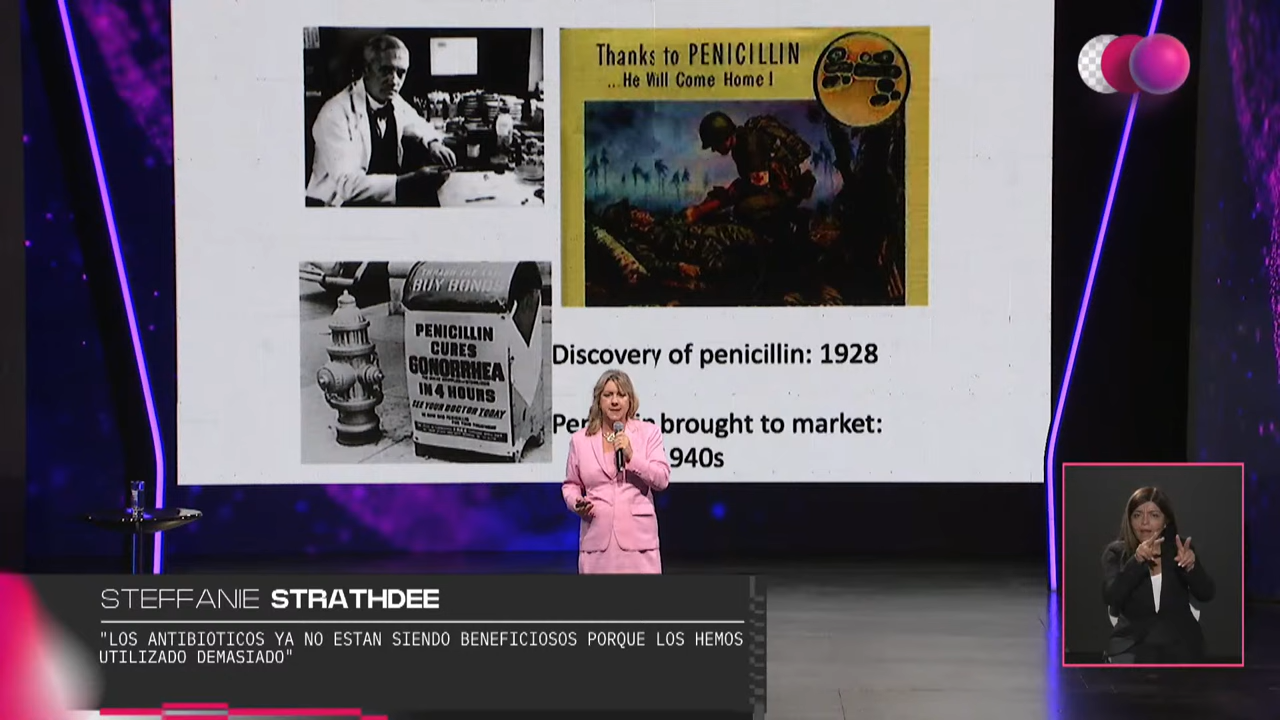 Thanks to PENICILLIN
...He Will Come Home!
BUY BONDS
PENICILLIN
CURES
GONORRHEA
IN 4 HOURS
SEE YOUR DOCTOR TODAY
Discovery of penicillin: 1928
brought to market:
940s
STEFFANIE STRATHDEE
"LOS ANTIBIOTICOS YA NO ESTAN SIENDO BENEFICIOSOS PORQUE LOS HEMOS
UTILIZADO DEMASIADO"